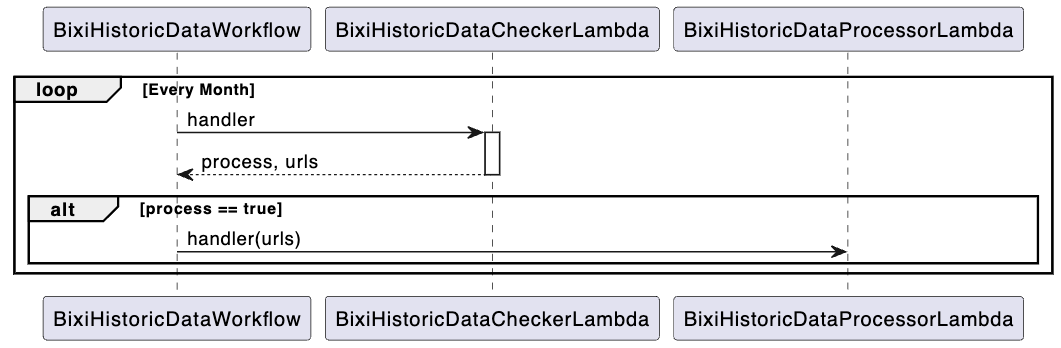 BixiHistoricDataWorkflow BixiHistoricDataCheckerLambda BixiHistoricDataProcessorLambda
loop [Every Month]
handler
process, urls
alt [process == true]
handler(urls)
BixiHistoricDataWorkflow BixiHistoricDataCheckerLambda BixiHistoricDataProcessorLambda